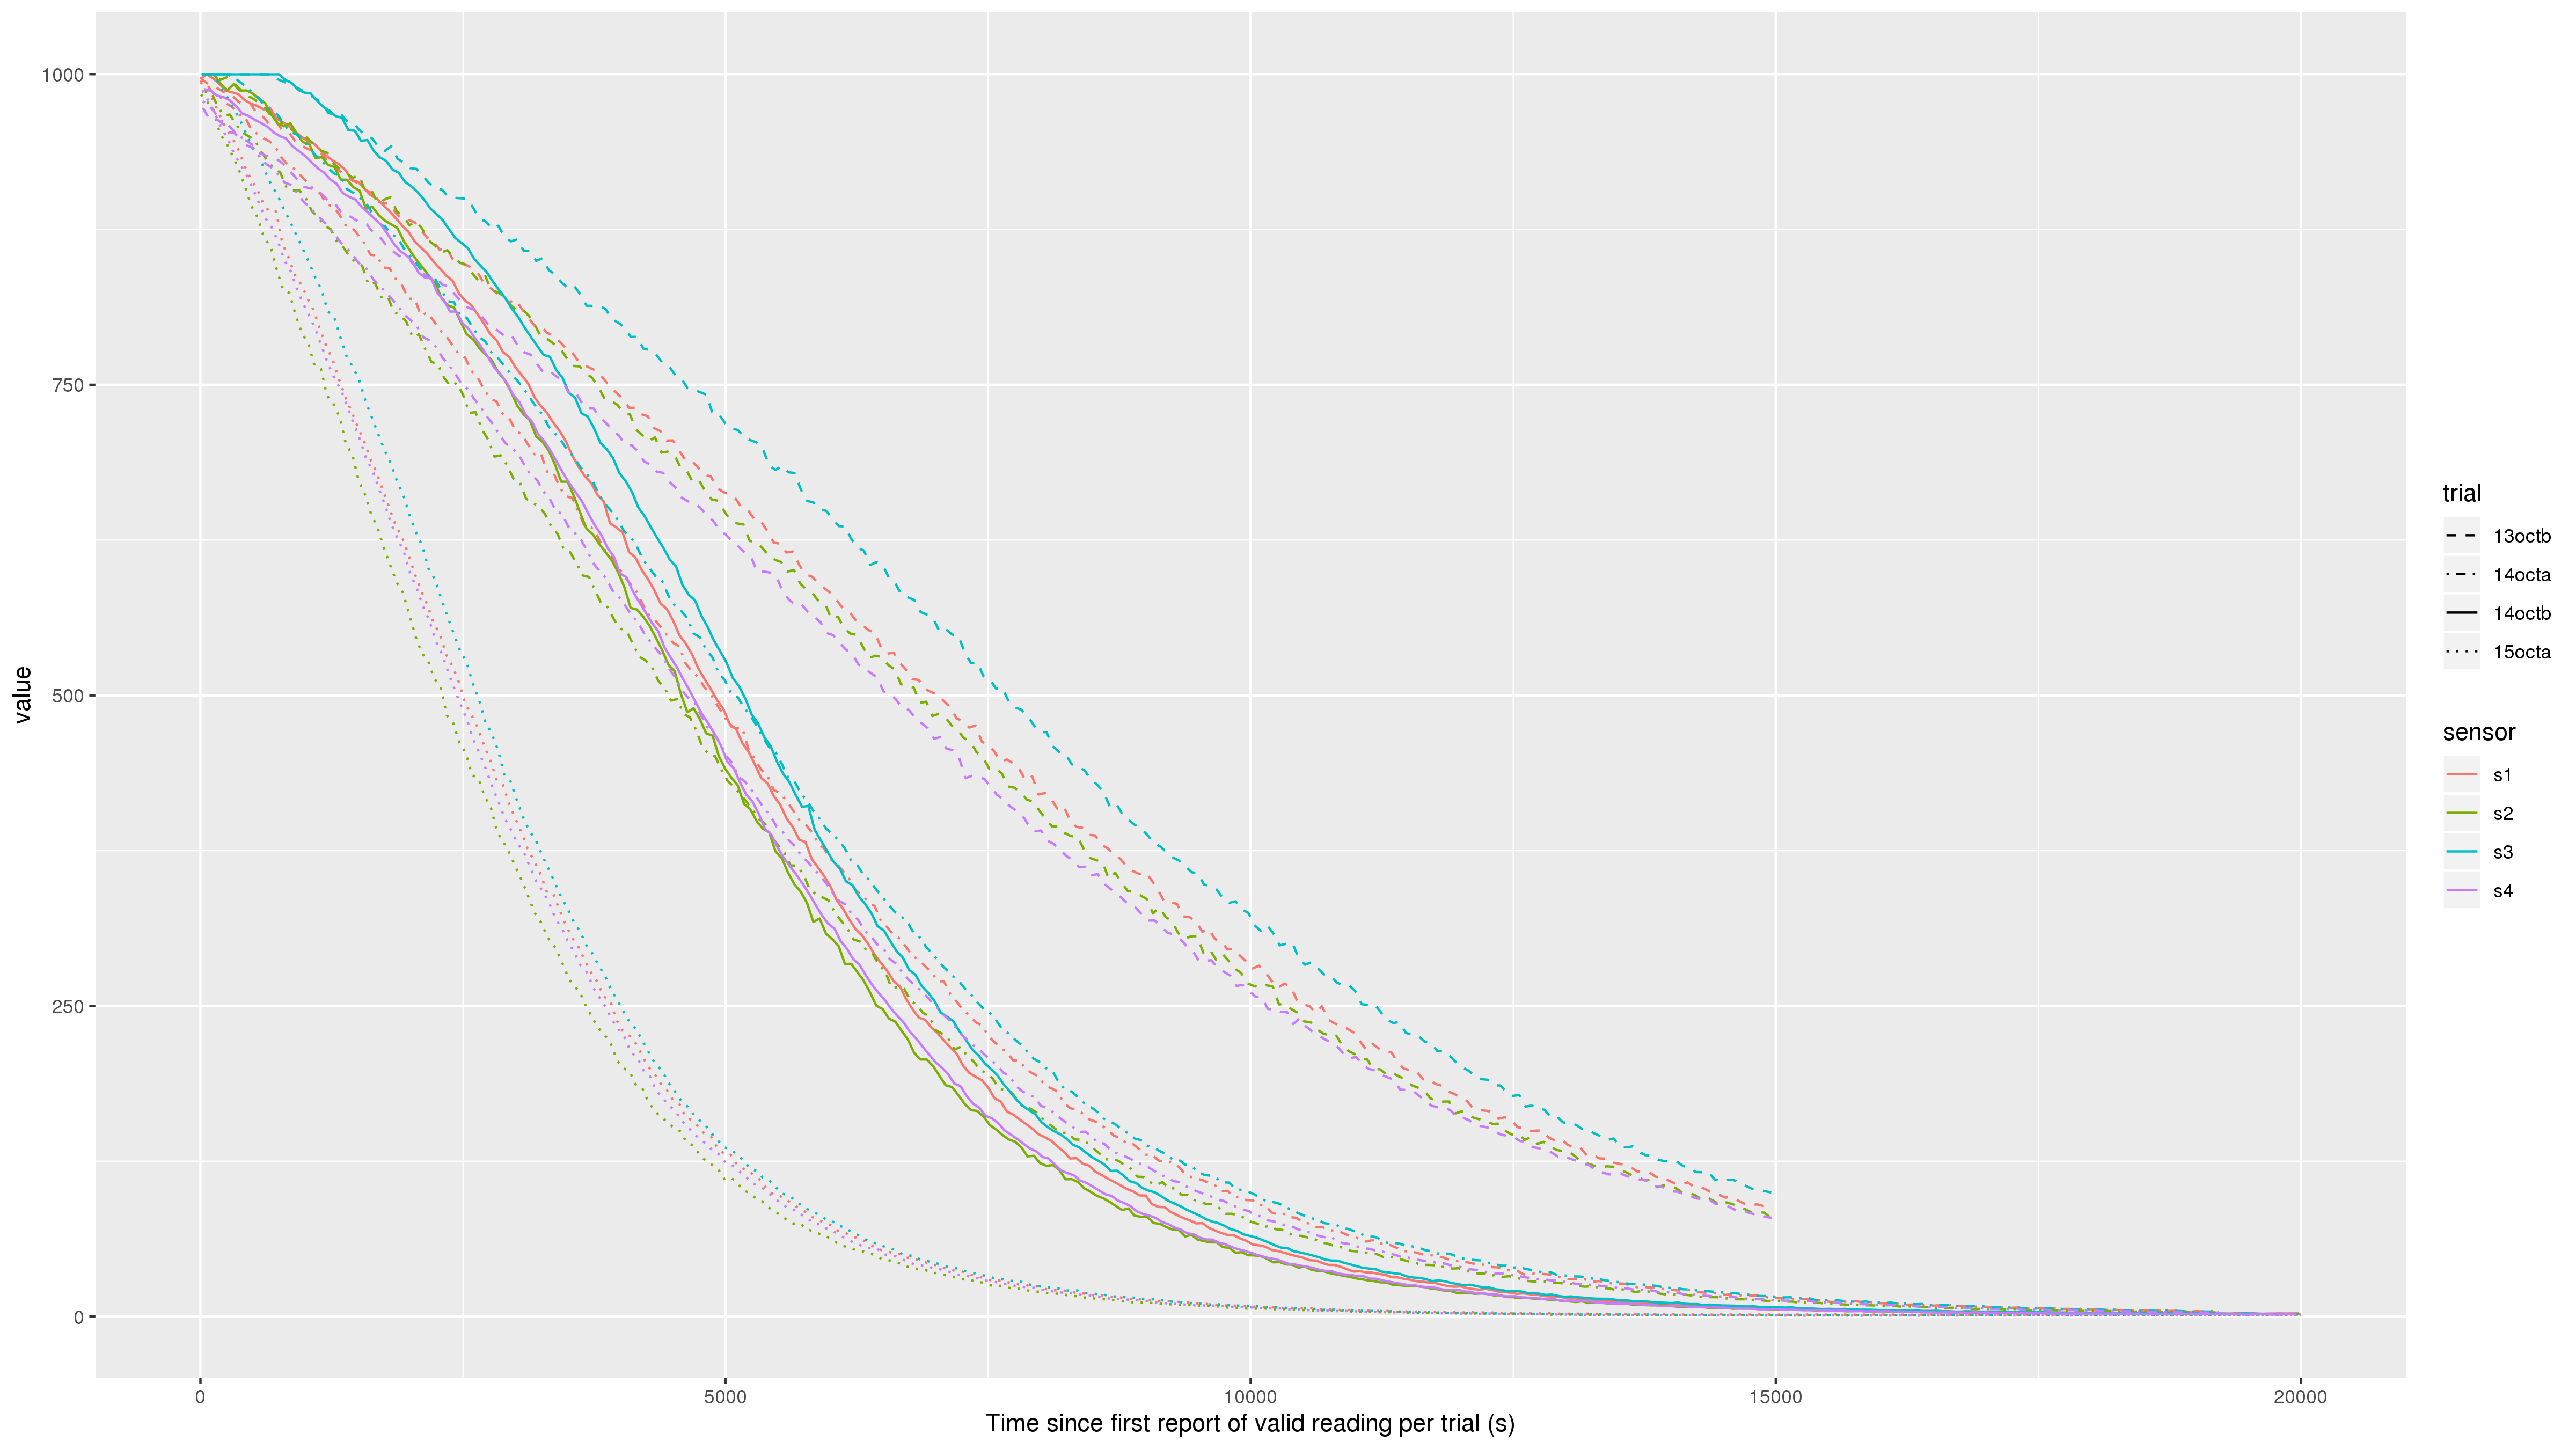 1000
750
500
250
0
value
0 5000 10000 15000 20000
Time since first report of valid reading per trial (s)
trial
13octb
14octa
14octb
15octa
sensor
s1
s2
s3
s4